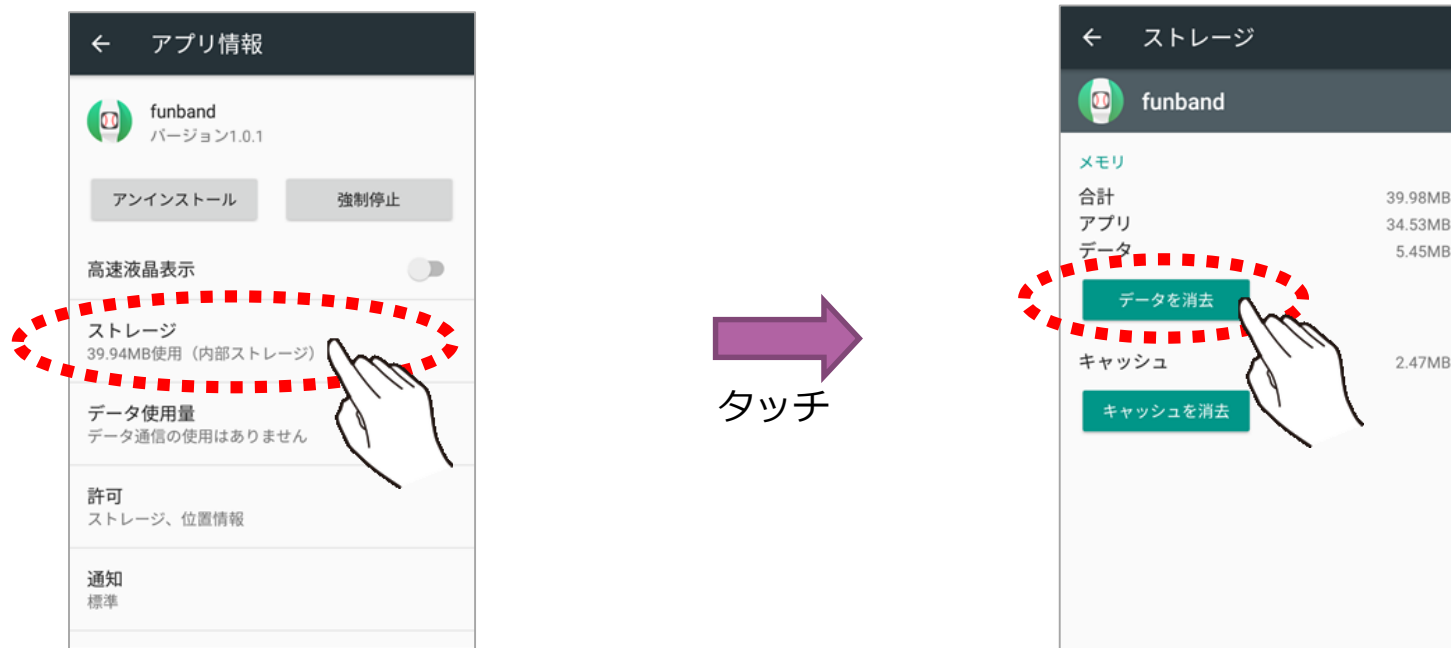 アプリ情報
funband
バージョン1.0.1
アンインストール 強制停止
高速液晶表示
ストレージ
39.94MB使用（内部ストレージ）
データ使用量
データ通信の使用はありません
許可
ストレージ、位置情報
通知
標準
タッチ
ストレージ
funband
メモリ
合計 39.98MB
アプリ 34.53MB
データ 5.45MB
データを消去
キャッシュ 2.47MB
キャッシュを消去